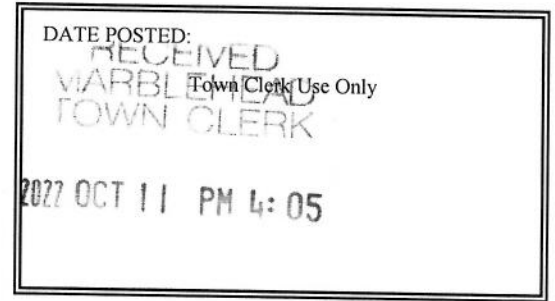 DATE POSTED:
RECEIVED
MARBLEHEAD
Town Clerk Use Only
TOWN CLERK
2022 OCT 11 PM 4:05